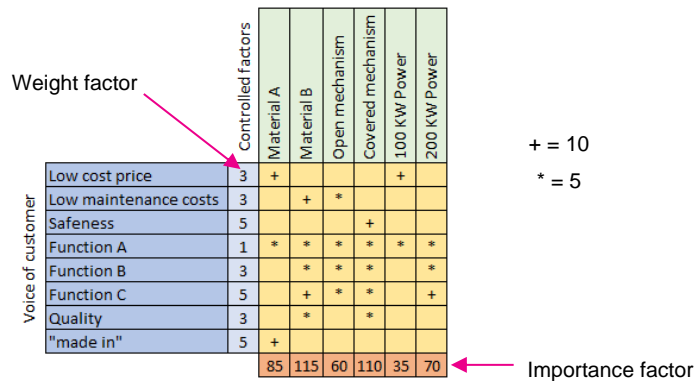 Weight factor
Controlled factors
Material A
Material B
Open mechanism
Covered mechanism
100 KW Power
200 KW Power
+ = 10
* = 5
Voice of customer
Low cost price 3 + +
Low maintenance costs 3 + *
Safeness 5 +
Function A 1 * * * * * *
Function B 3 * * * *
Function C 5 + * * +
Quality 3 * *
"made in" 5 +
85 115 60 110 35 70
Importance factor